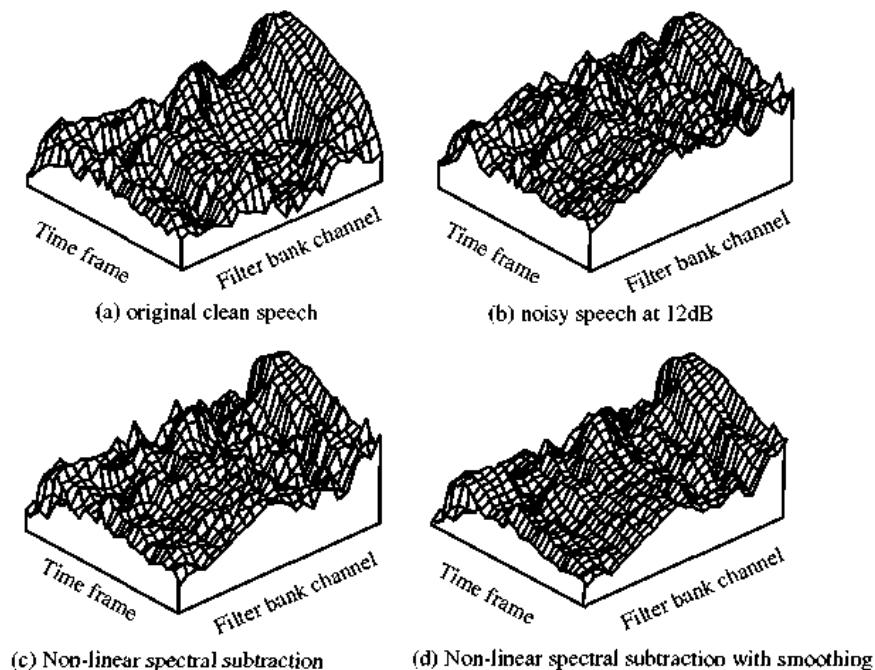 Time frame
Filter bank channel
(a) original clean speech
Time frame
Filter bank channel
(b) noisy speech at 12dB
Time frame
Filter bank channel
(c) Non-linear spectral subtraction
Time frame
Filter bank channel
(d) Non-linear spectral subtraction with smoothing